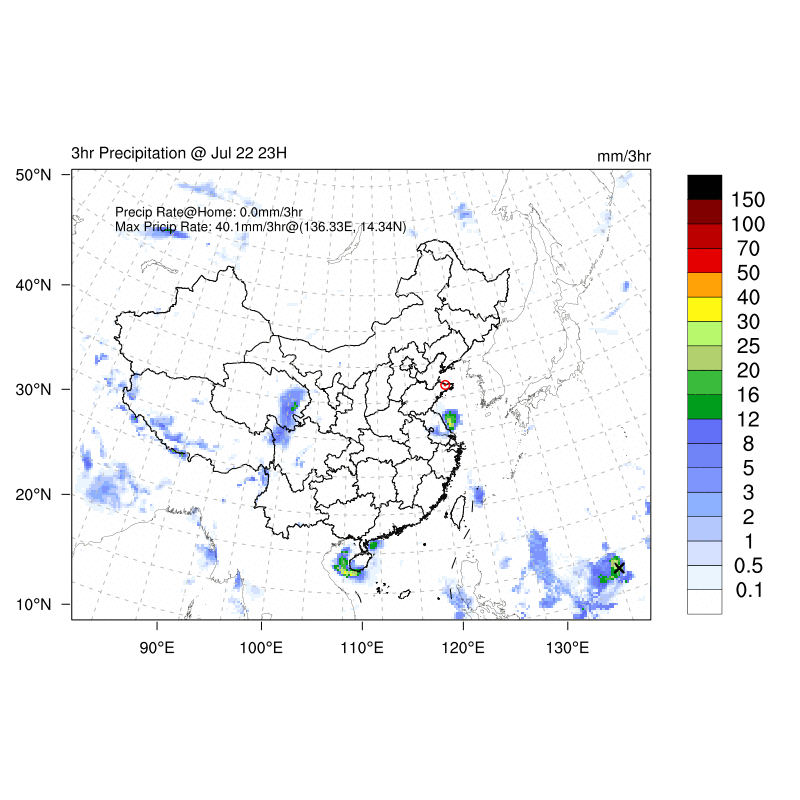 3hr Precipitation @ Jul 22 23H
mm/3hr
Precip Rate@Home: 0.0mm/3hr
Max Pricip Rate: 40.1mm/3hr@(136.33E, 14.34N)
50°N
40°N
30°N
20°N
10°N
90°E
100°E
110°E
120°E
130°E
150
100
70
50
40
30
25
20
16
12
8
5
3
2
1
0.5
0.1